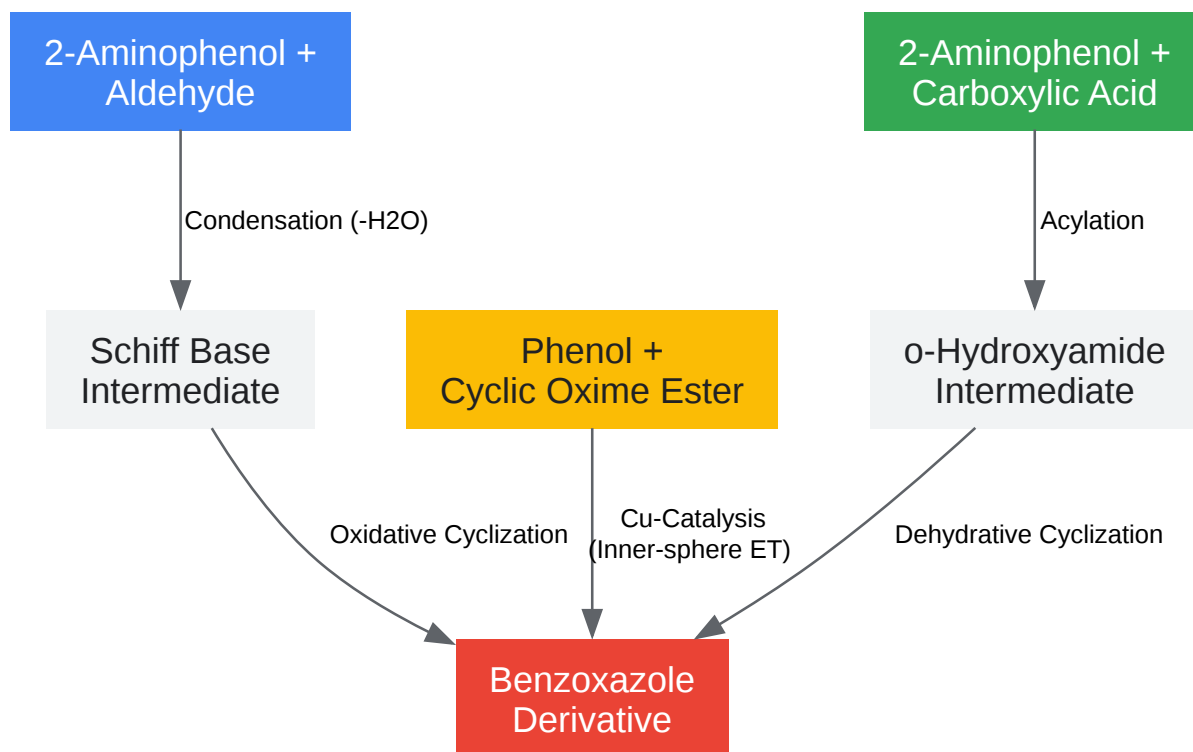 2-Aminophenol +
Aldehyde
2-Aminophenol +
Carboxylic Acid
Condensation (-H2O)
Acylation
Schiff Base
Intermediate
Phenol +
Cyclic Oxime Ester
o-Hydroxyamide
Intermediate
Oxidative Cyclization
Cu-Catalysis
(Inner-sphere ET)
Dehydrative Cyclization
Benzoxazole
Derivative